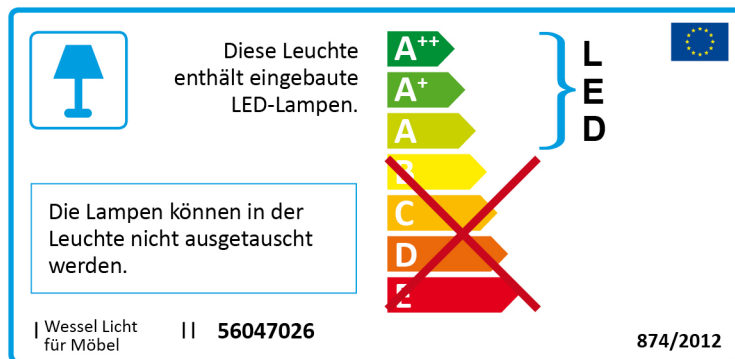 Diese Leuchte
enthält eingebaute
LED-Lampen.
A++
A+
A
B
C
D
E
L
E
D
Die Lampen können in der
Leuchte nicht ausgetauscht
werden.
I Wessel Licht
für Möbel
II 56047026
874/2012